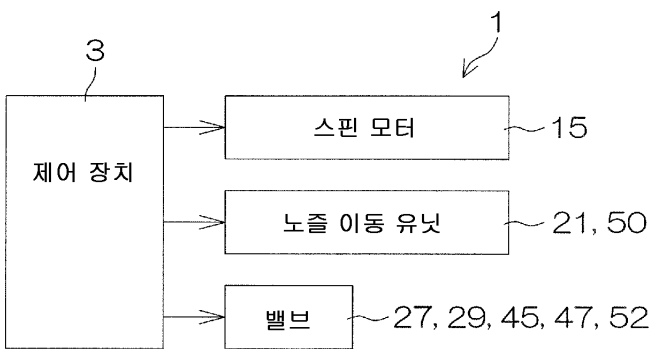 1
3
스핀 모터 15
제어 장치
노즐 이동 유닛 21, 50
밸브 27, 29, 45, 47, 52